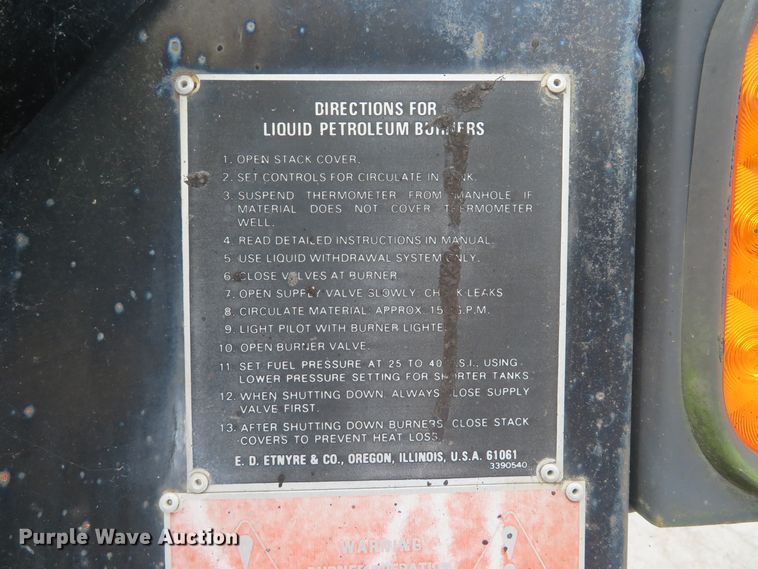 DIRECTIONS FOR
LIQUID PETROLEUM BURNERS
1. OPEN STACK COVER.
2. SET CONTROLS FOR CIRCULATE IN TANK.
3. SUSPEND THERMOMETER FROM MANHOLE IF
MATERIAL DOES NOT COVER THERMOMETER
WELL.
4. READ DETAILED INSTRUCTIONS IN MANUAL.
5. USE LIQUID WITHDRAWAL SYSTEM ONLY.
6. CLOSE VALVES AT BURNER
7. OPEN SUPPLY VALVE SLOWLY; CHECK LEAKS
8. CIRCULATE MATERIAL; APPROX. G.P.M.
9. LIGHT PILOT WITH BURNER LIGHTER.
10. OPEN BURNER VALVE.
11. SET FUEL PRESSURE AT 25 TO 40 P.S.I., USING
LOWER PRESSURE SETTING FOR SHORTER TANKS.
12. WHEN SHUTTING DOWN, ALWAYS CLOSE SUPPLY
VALVE FIRST.
13. AFTER SHUTTING DOWN BURNERS, CLOSE STACK
COVERS TO PREVENT HEAT LOSS.
E. D. ETNYRE & CO., OREGON, ILLINOIS, U.S.A. 61061
3390540
WARNING
Purple Wave Auction